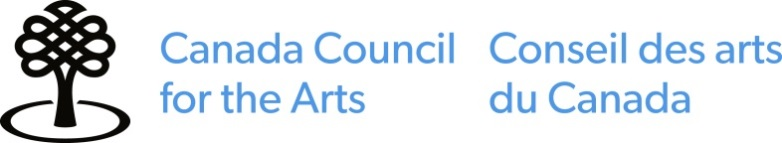 Canada Council
for the Arts
Conseil des arts
du Canada